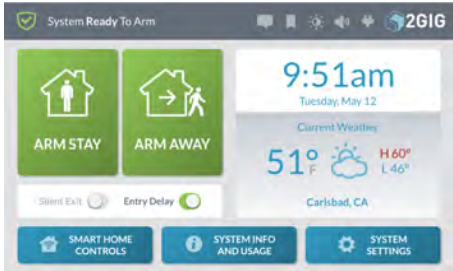 System Ready To Arm
2GIG
ARM STAY
ARM AWAY
Silent Exit
Entry Delay
9:51am
Tuesday, May 12
Current Weather
51° F
H 60°
L 46°
Carlsbad, CA
SMART HOME
CONTROLS
SYSTEM INFO
AND USAGE
SYSTEM
SETTINGS